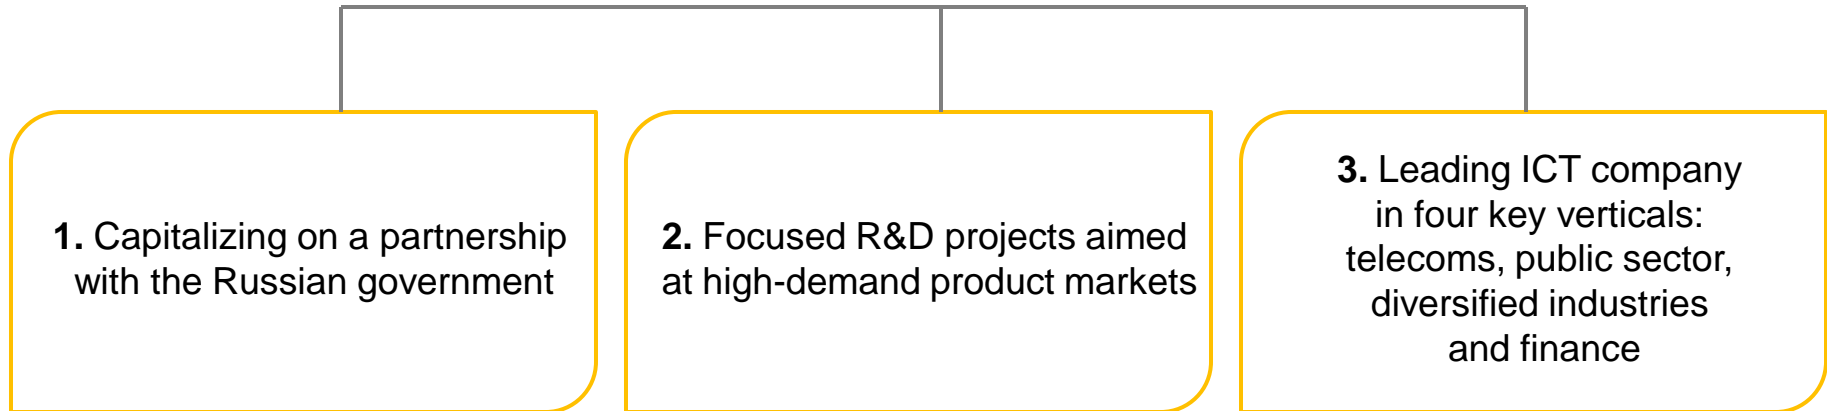 1. Capitalizing on a partnership
with the Russian government
2. Focused R&D projects aimed
at high-demand product markets
3. Leading ICT company
in four key verticals:
telecoms, public sector,
diversified industries
and finance